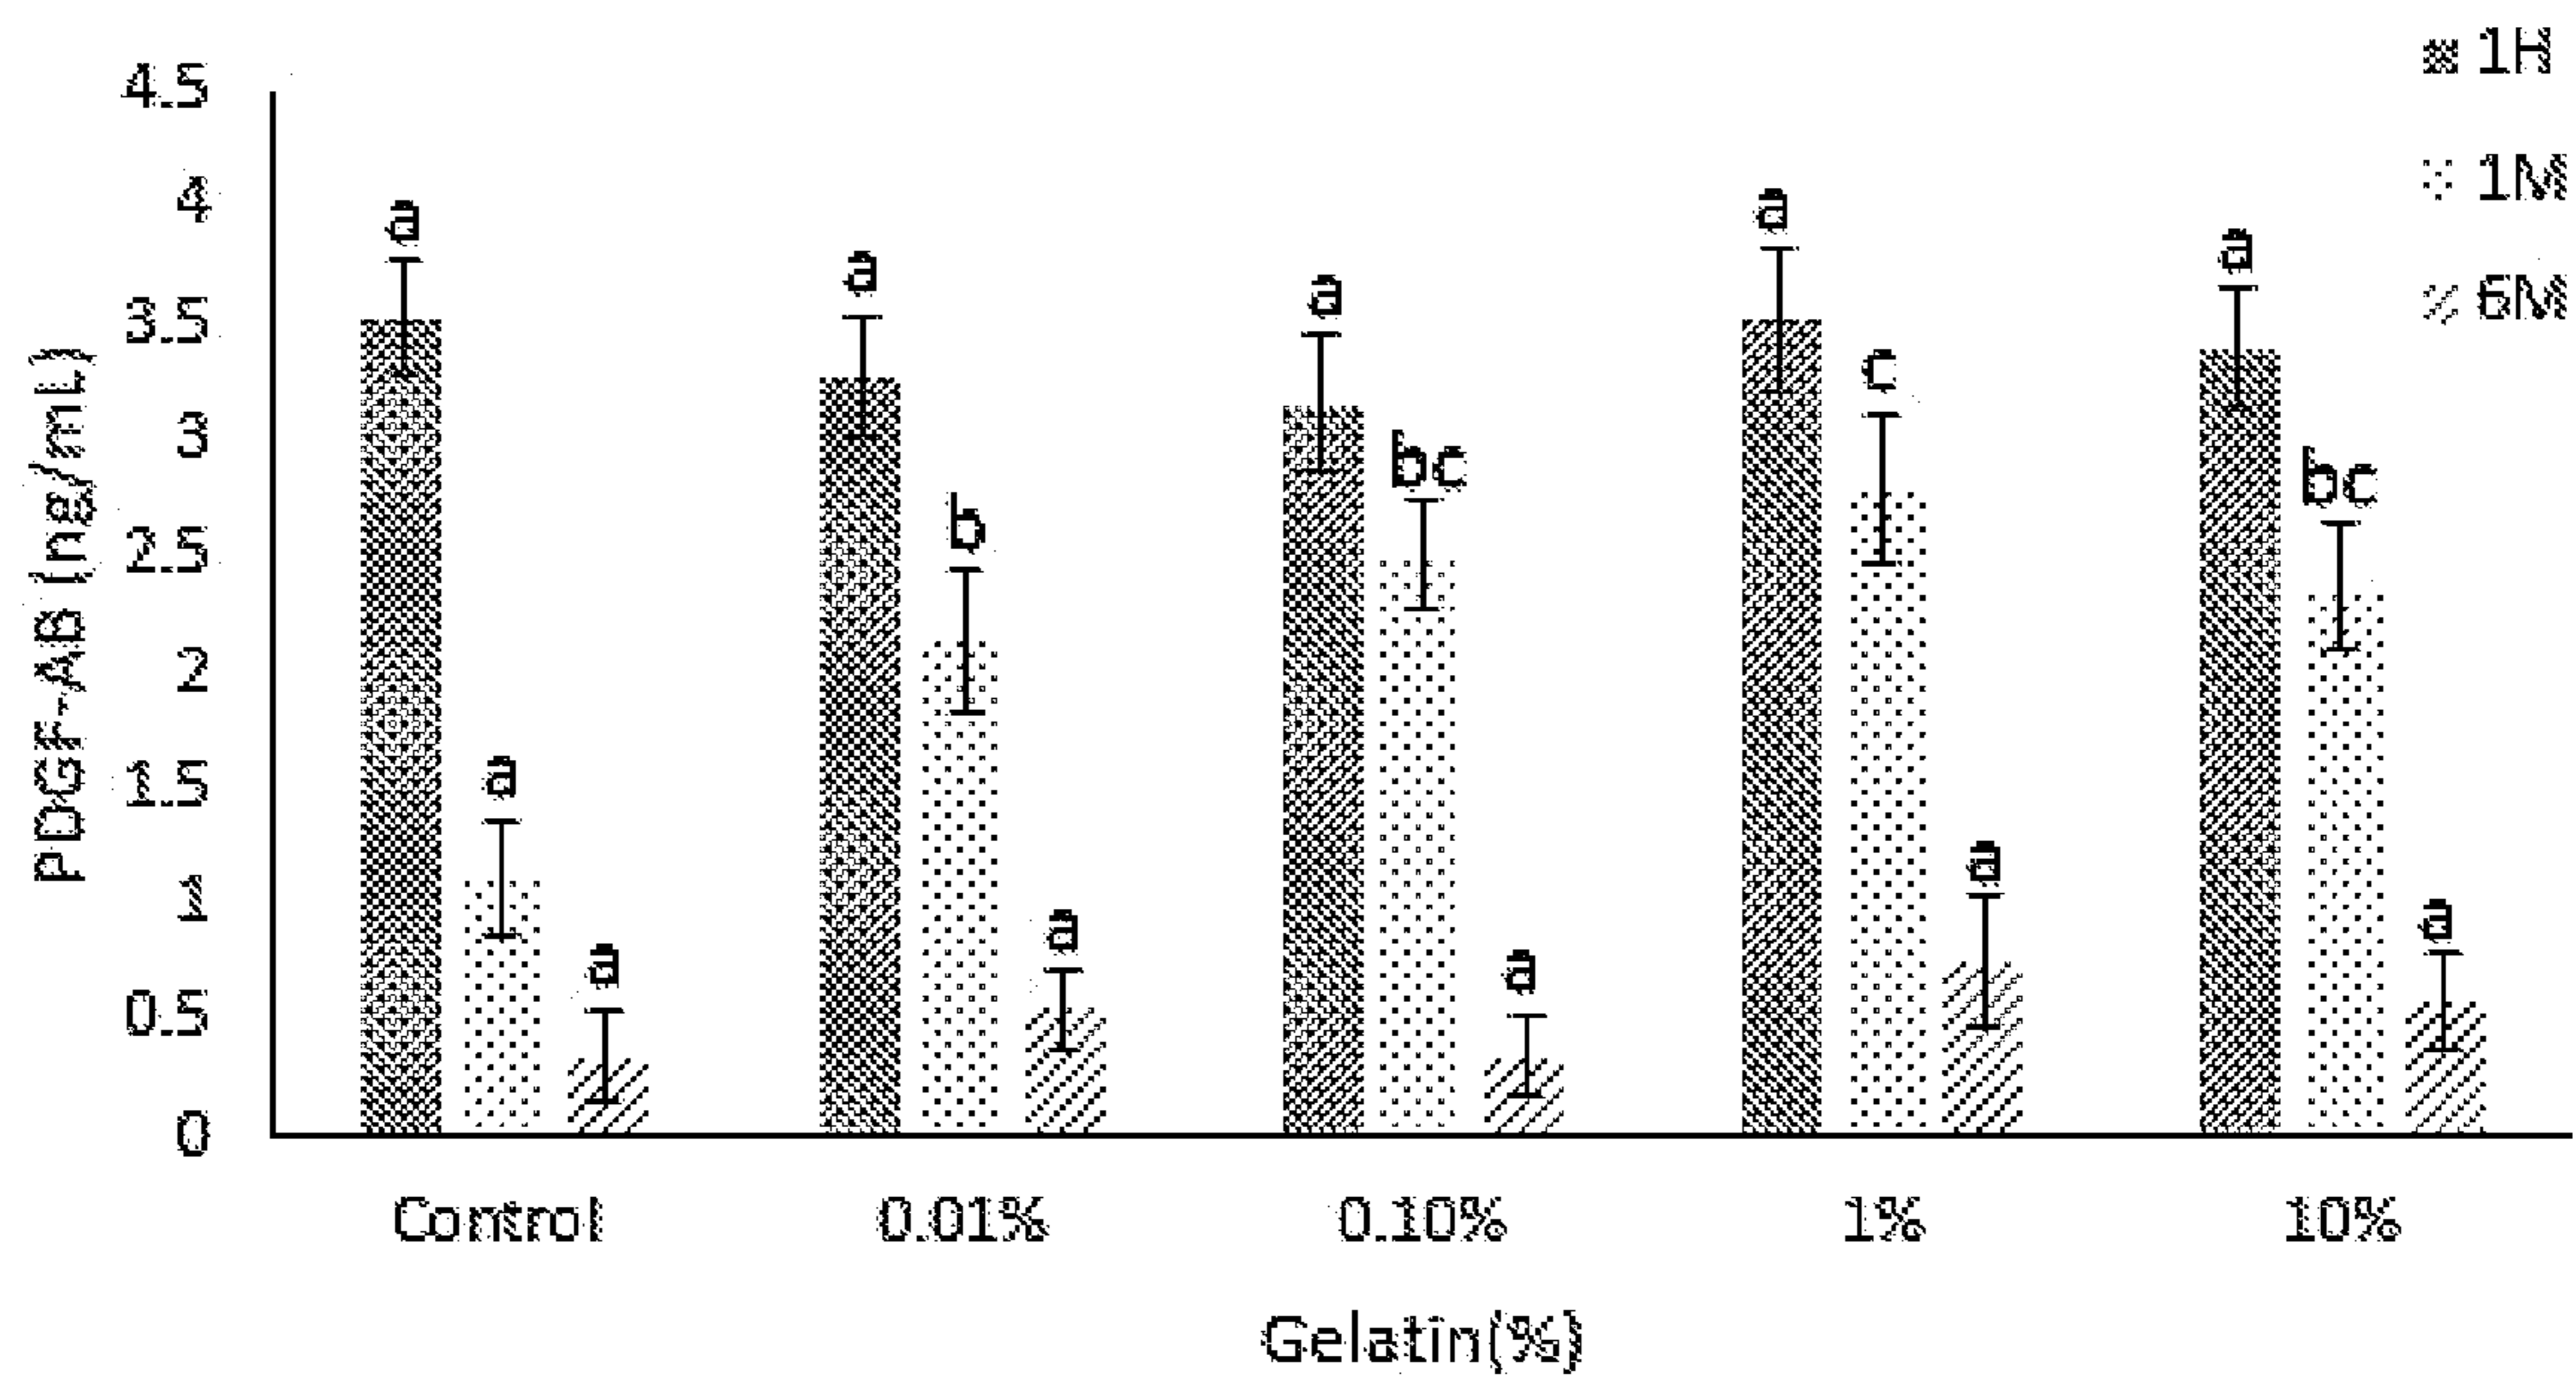 1H
1M
6M
PDGF-AB (ng/mL)
4.5
4
3.5
3
2.5
2
1.5
1
0.5
0
a
a
a
a
b
a
a
bc
a
a
c
a
a
bc
a
Control 0.01% 0.10% 1% 10%
Gelatin(%)